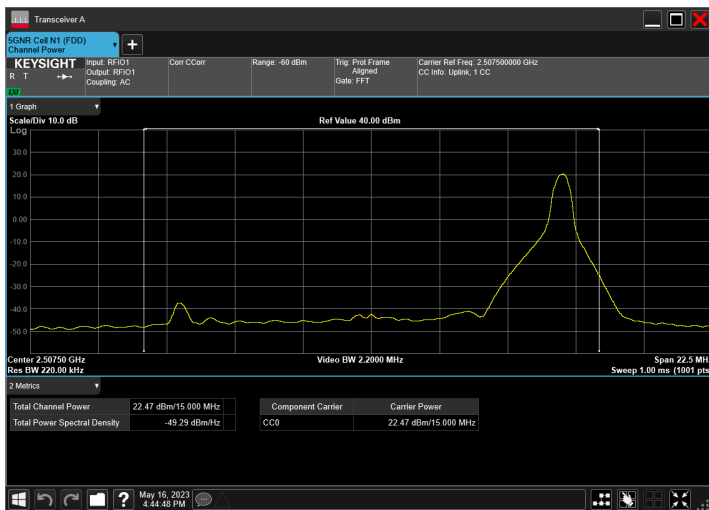 Transceiver A
5GNR Cell N1 (FDD)
Channel Power
KEYSIGHT
R T
LXI
Input: RFIO1
Output: RFIO1
Coupling: AC
Corr CCorr
Range: -60 dBm
Trig: Prot Frame
Aligned
Gate: FFT
Carrier Ref Freq: 2.507500000 GHz
CC Info: Uplink, 1 CC
1 Graph
Scale/Div 10.0 dB
Ref Value 40.00 dBm
Log
30.0
20.0
10.0
0.00
-10.0
-20.0
-30.0
-40.0
-50.0
Center 2.50750 GHz
Video BW 2.2000 MHz
Span 22.5 MH
Res BW 220.00 kHz
Sweep 1.00 ms (1001 pts
2 Metrics
Total Channel Power 22.47 dBm/15.000 MHz
Total Power Spectral Density -49.29 dBm/Hz
Component Carrier Carrier Power
CC0 22.47 dBm/15.000 MHz
May 16, 2023
4:44:48 PM